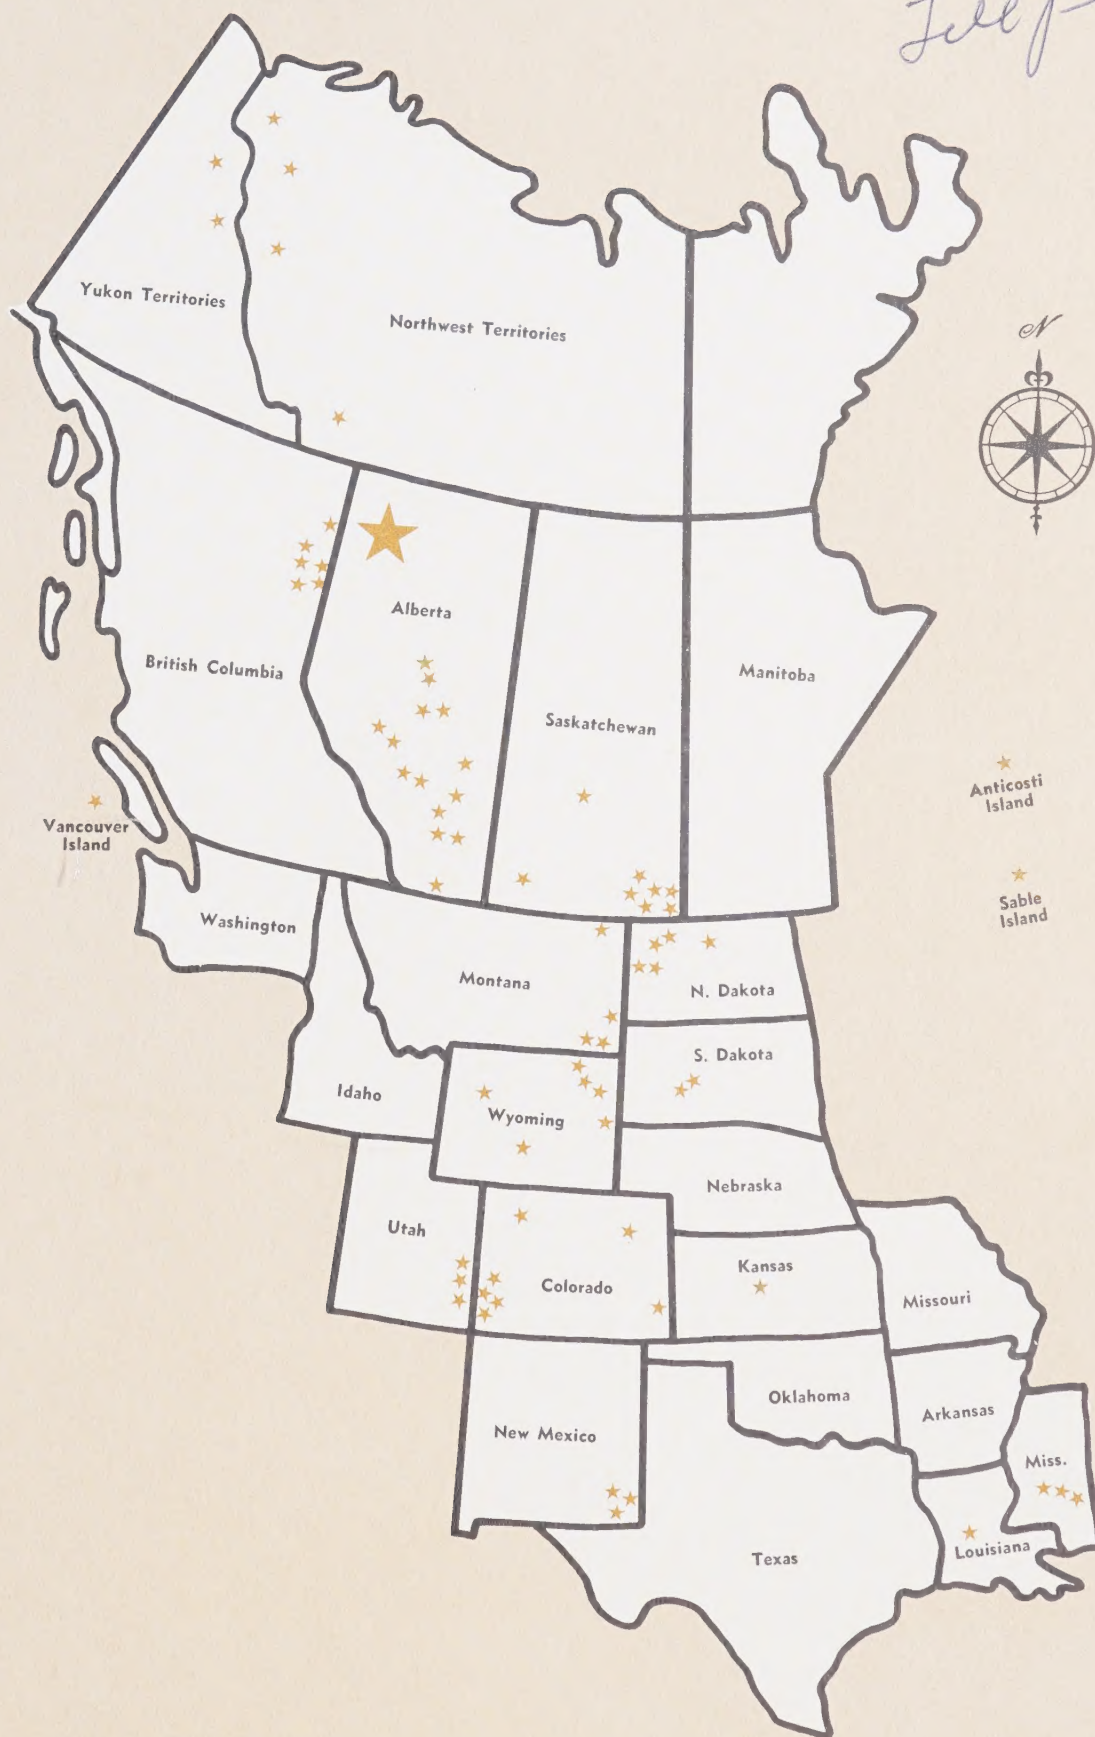 Yukon Territories
Northwest Territories
N
Alberta
British Columbia
Manitoba
Saskatchewan
Anticosti
Island
Vancouver
Island
Sable
Island
Washington
Montana
N. Dakota
S. Dakota
Idaho
Wyoming
Nebraska
Utah
Kansas
Colorado
Missouri
Oklahoma
Arkansas
New Mexico
Miss.
Louisiana
Texas